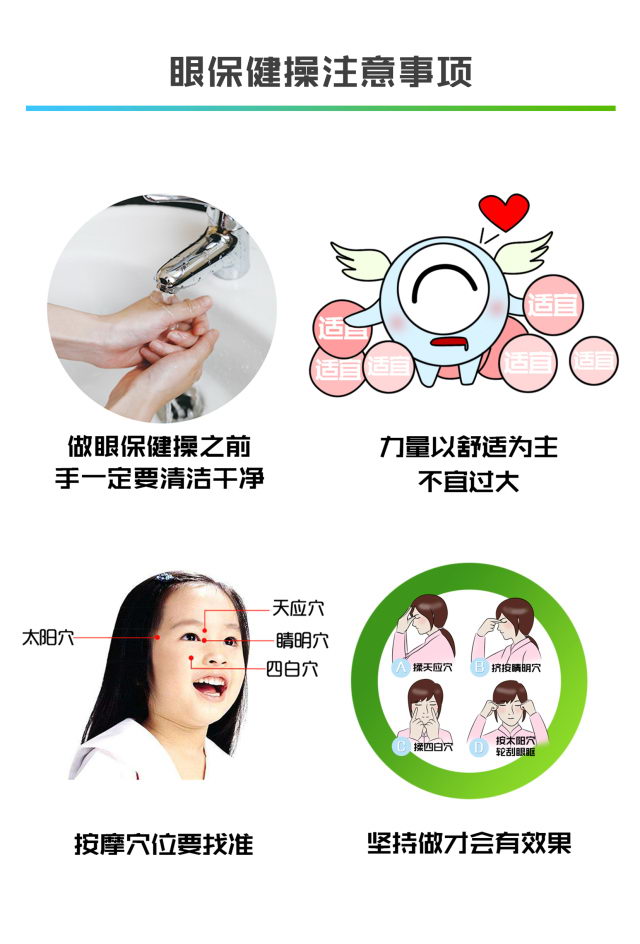 眼保健操注意事项
适宜
适宜
适宜
适宜
适宜
适宜
做眼保健操之前
手一定要清洁干净
力量以舒适为主
不宜过大
天应穴
太阳穴
睛明穴
四白穴
A 揉天应穴
B 挤按睛明穴
C 揉四白穴
D 按太阳穴
轮刮眼眶
按摩穴位要找准
坚持做才会有效果